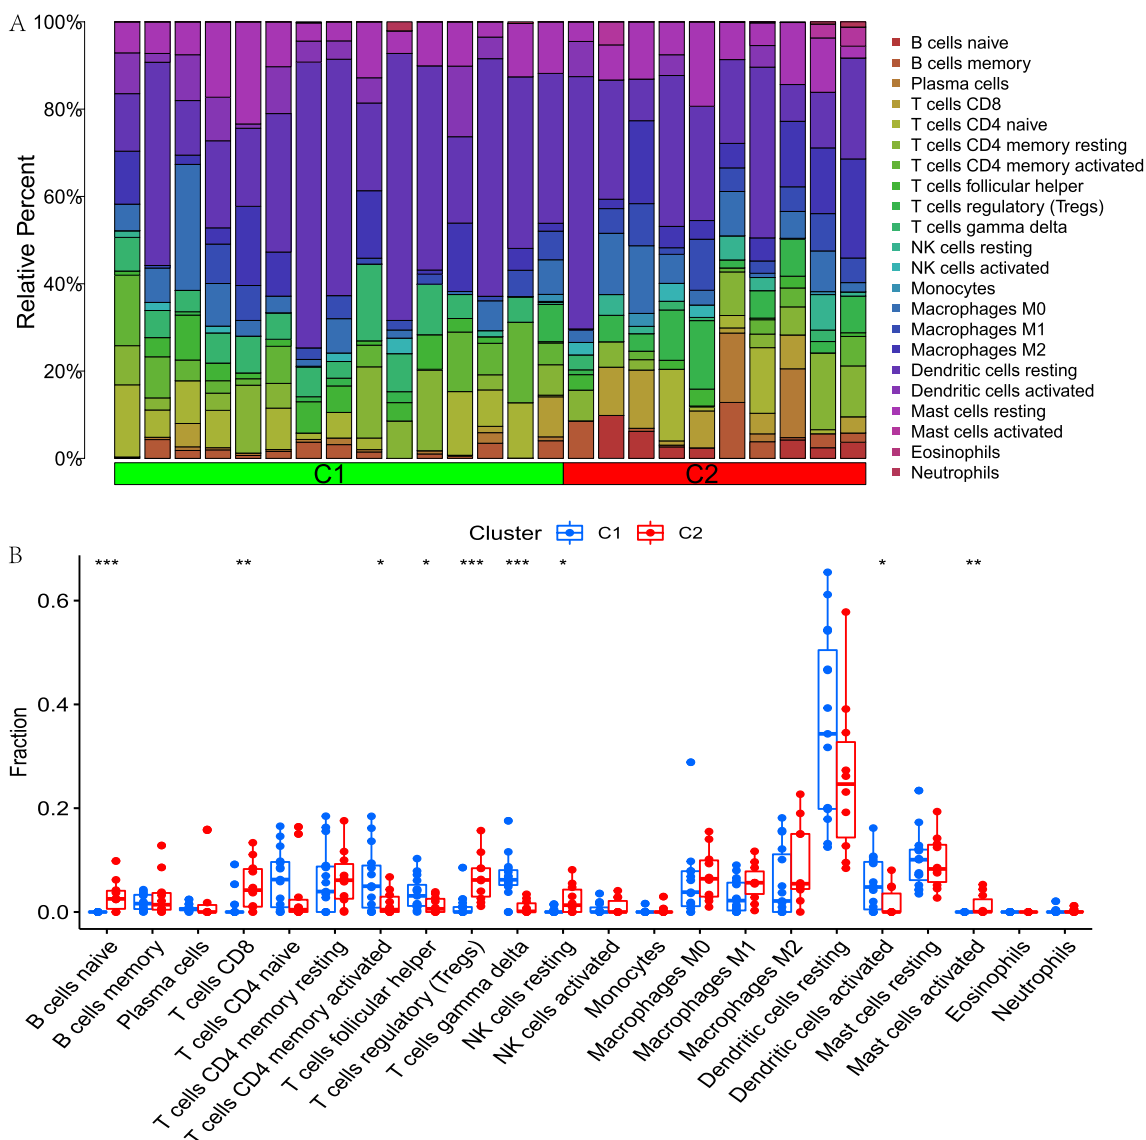 A
Relative Percent
100%
80%
60%
40%
20%
0%
C1
C2
B cells naive
B cells memory
Plasma cells
T cells CD8
T cells CD4 naive
T cells CD4 memory resting
T cells CD4 memory activated
T cells follicular helper
T cells regulatory (Tregs)
T cells gamma delta
NK cells resting
NK cells activated
Monocytes
Macrophages M0
Macrophages M1
Macrophages M2
Dendritic cells resting
Dendritic cells activated
Mast cells resting
Mast cells activated
Eosinophils
Neutrophils
B
Cluster C1 C2
*** ** * * *** *** * * **
Fraction
0.6
0.4
0.2
0.0
B cells naive
B cells memory
Plasma cells
T cells CD8
T cells CD4 naive
T cells CD4 memory resting
T cells CD4 memory activated
T cells follicular helper
T cells regulatory (Tregs)
T cells gamma delta
NK cells resting
NK cells activated
Monocytes
Macrophages M0
Macrophages M1
Macrophages M2
Dendritic cells resting
Dendritic cells activated
Mast cells resting
Mast cells activated
Eosinophils
Neutrophils